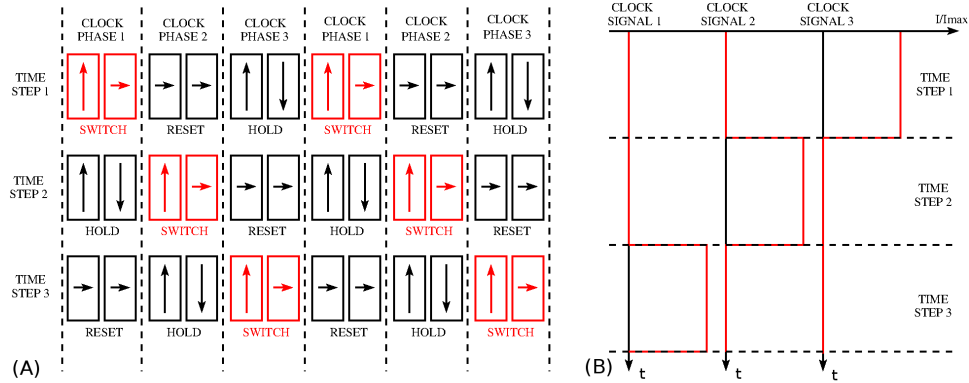 CLOCK PHASE 1
CLOCK PHASE 2
CLOCK PHASE 3
CLOCK PHASE 1
CLOCK PHASE 2
CLOCK PHASE 3
TIME STEP 1
SWITCH
RESET
HOLD
SWITCH
RESET
HOLD
TIME STEP 2
HOLD
SWITCH
RESET
HOLD
SWITCH
RESET
TIME STEP 3
RESET
HOLD
SWITCH
RESET
HOLD
SWITCH
(A)
CLOCK SIGNAL 1
CLOCK SIGNAL 2
CLOCK SIGNAL 3
I/Imax
TIME STEP 1
TIME STEP 2
TIME STEP 3
t
t
t
(B)